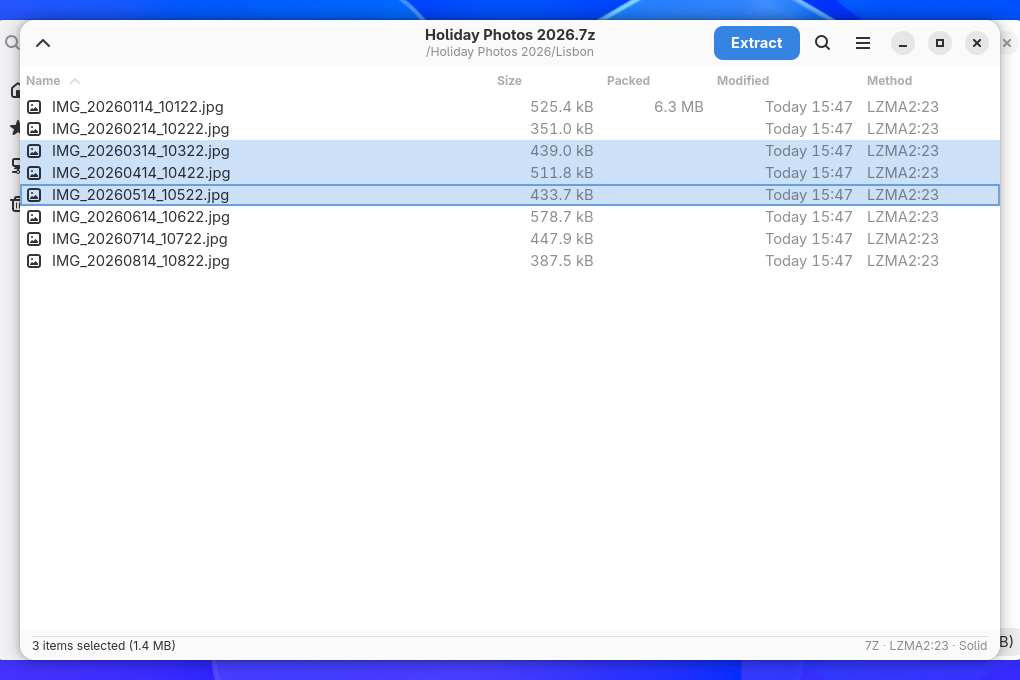 Holiday Photos 2026.7z
/Holiday Photos 2026/Lisbon
Extract
Name Size Packed Modified Method
IMG_20260114_10122.jpg 525.4 kB 6.3 MB Today 15:47 LZMA2:23
IMG_20260214_10222.jpg 351.0 kB Today 15:47 LZMA2:23
IMG_20260314_10322.jpg 439.0 kB Today 15:47 LZMA2:23
IMG_20260414_10422.jpg 511.8 kB Today 15:47 LZMA2:23
IMG_20260514_10522.jpg 433.7 kB Today 15:47 LZMA2:23
IMG_20260614_10622.jpg 578.7 kB Today 15:47 LZMA2:23
IMG_20260714_10722.jpg 447.9 kB Today 15:47 LZMA2:23
IMG_20260814_10822.jpg 387.5 kB Today 15:47 LZMA2:23
B)
3 items selected (1.4 MB) 7Z · LZMA2:23 · Solid